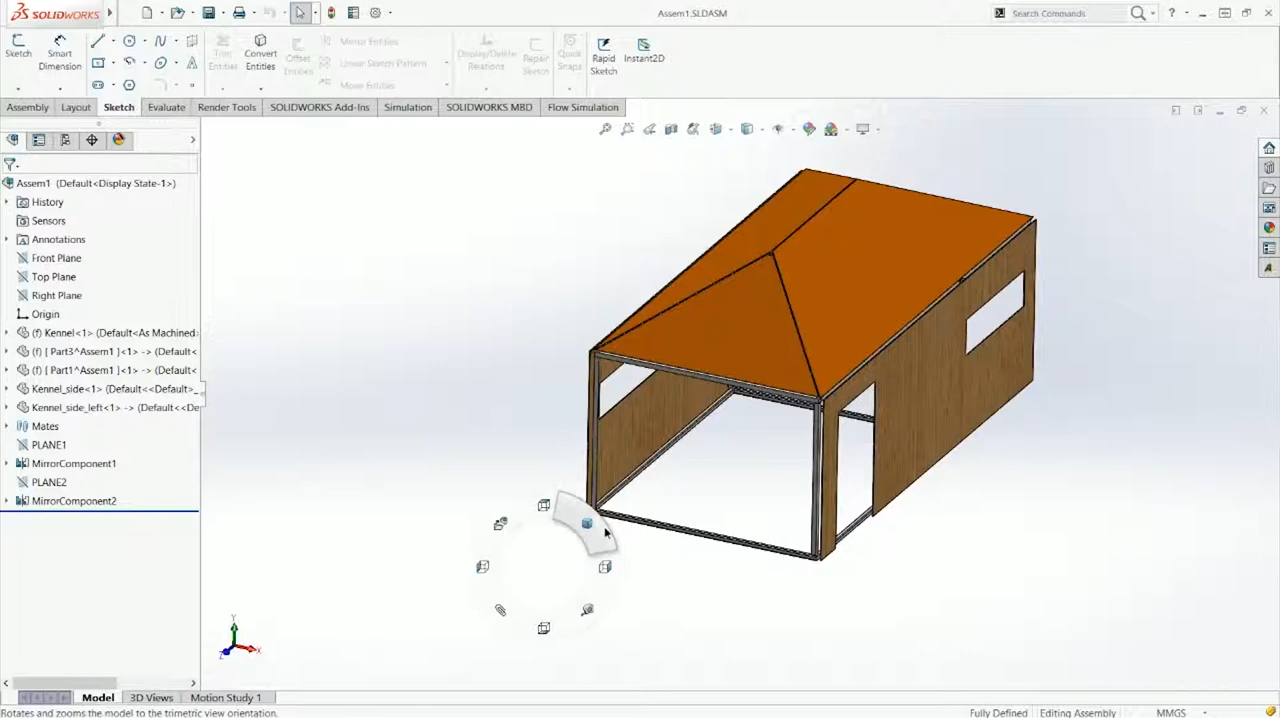 SOLIDWORKS
Assem1.SLDASM
Search Commands
?
Sketch
Smart
Dimension
Trim
Entities
Convert
Entities
Offset
Entities
Mirror Entities
Linear Sketch Pattern
Move Entities
Display/Delete
Relations
Repair
Sketch
Quick
Snaps
Rapid
Sketch
Instant2D
Assembly
Layout
Sketch
Evaluate
Render Tools
SOLIDWORKS Add-Ins
Simulation
SOLIDWORKS MBD
Flow Simulation
Assem1 (Default<Display State-1>)
History
Sensors
Annotations
Front Plane
Top Plane
Right Plane
Origin
(f) Kennel<1> (Default<As Machined>
(f) [ Part3^Assem1 ]<1> -> (Default<
(f) [ Part1^Assem1 ]<1> -> (Default<
Kennel_side<1> (Default<<Default>_
Kennel_side_left<1> -> (Default<<De
Mates
PLANE1
MirrorComponent1
PLANE2
MirrorComponent2
Y
X
Z
Model
3D Views
Motion Study 1
Rotates and zooms the model to the trimetric view orientation.
Fully Defined
Editing Assembly
MMGS